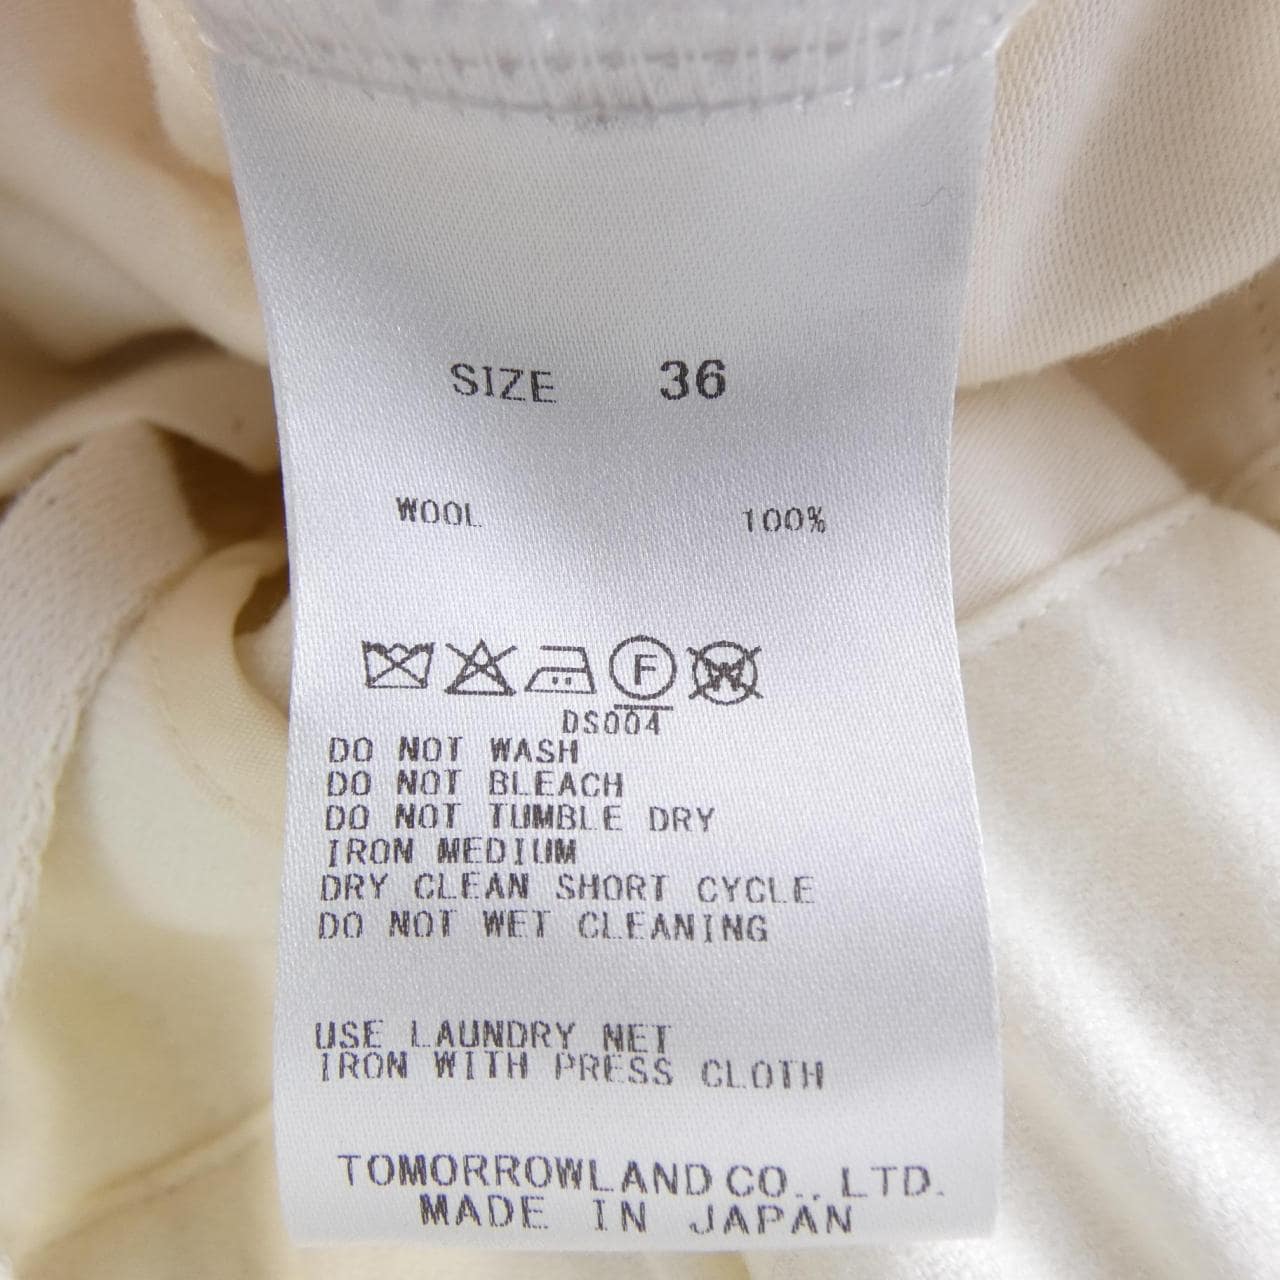 SIZE 36
WOOL 100%
F W
DS004
DO NOT WASH
DO NOT BLEACH
DO NOT TUMBLE DRY
IRON MEDIUM
DRY CLEAN SHORT CYCLE
DO NOT WET CLEANING
USE LAUNDRY NET
IRON WITH PRESS CLOTH
TOMORROWLAND CO., LTD.
MADE IN JAPAN